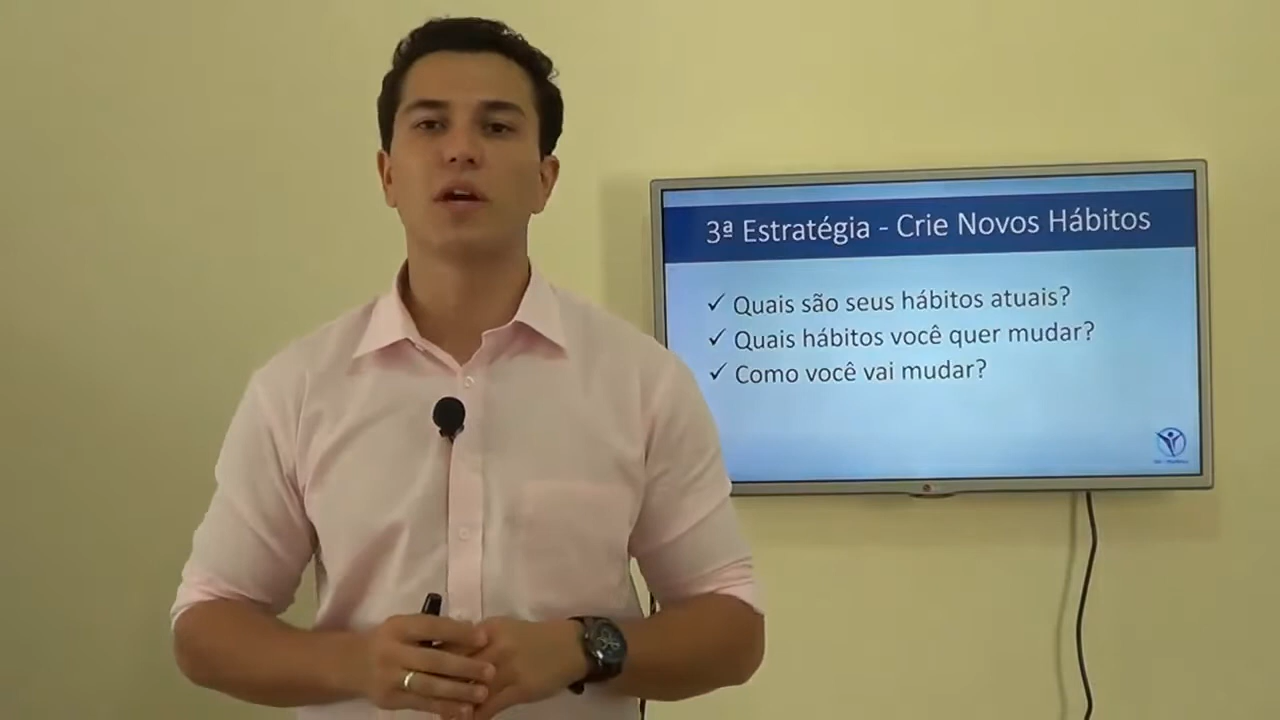 3ª Estratégia - Crie Novos Hábitos
✓ Quais são seus hábitos atuais?
✓ Quais hábitos você quer mudar?
✓ Como você vai mudar?